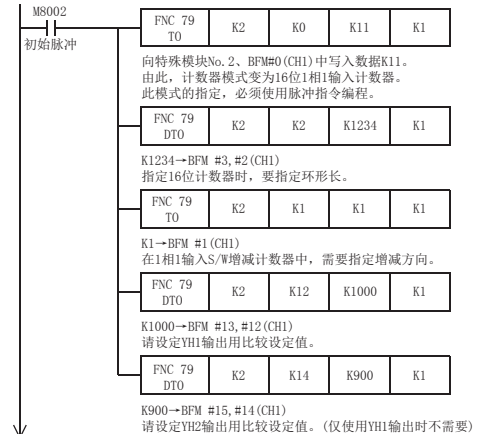 M8002
初始脉冲
FNC 79
TO
K2
K0
K11
K1
向特殊模块No.2、BFM#0(CH1)中写入数据K11。
由此，计数器模式变为16位1相1输入计数器。
此模式的指定，必须使用脉冲指令编程。
FNC 79
DTO
K2
K2
K1234
K1
K1234→BFM #3,#2(CH1)
指定16位计数器时，要指定环形长。
FNC 79
TO
K2
K1
K1
K1
K1→BFM #1(CH1)
在1相1输入S/W增减计数器中，需要指定增减方向。
FNC 79
DTO
K2
K12
K1000
K1
K1000→BFM #13,#12(CH1)
请设定YH1输出用比较设定值。
FNC 79
DTO
K2
K14
K900
K1
K900→BFM #15,#14(CH1)
请设定YH2输出用比较设定值。(仅使用YH1输出时不需要)